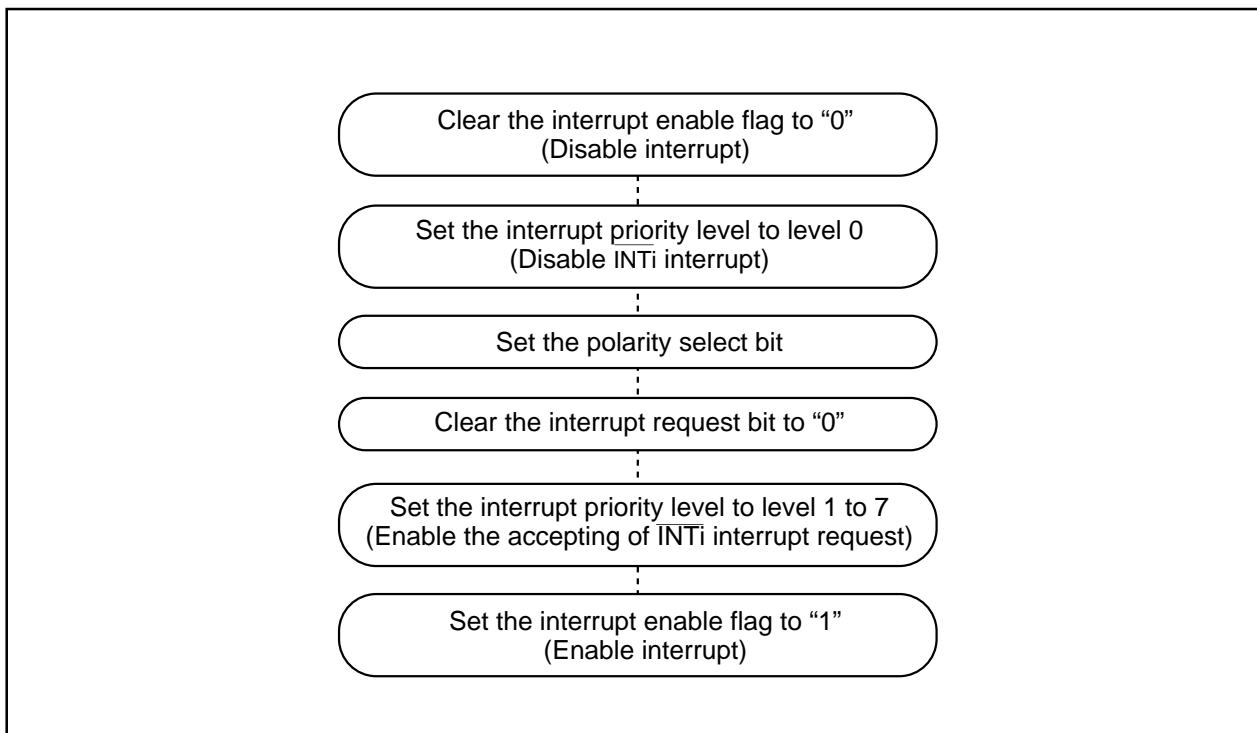 Clear the interrupt enable flag to “0”
(Disable interrupt)
Set the interrupt priority level to level 0
(Disable INTi interrupt)
Set the polarity select bit
Clear the interrupt request bit to “0”
Set the interrupt priority level to level 1 to 7
(Enable the accepting of INTi interrupt request)
Set the interrupt enable flag to “1”
(Enable interrupt)